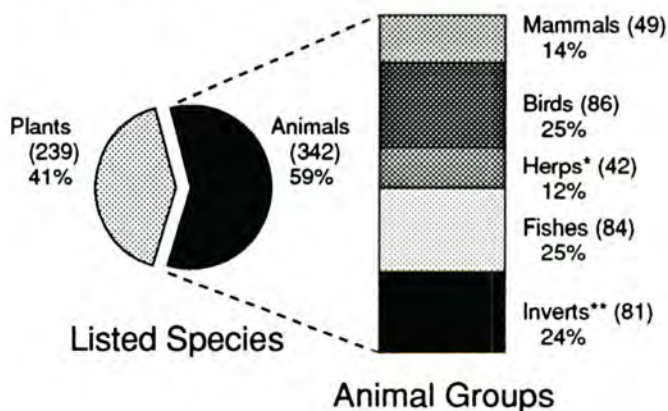 Plants
(239)
41%
Animals
(342)
59%
Listed Species
Mammals (49)
14%
Birds (86)
25%
Herps* (42)
12%
Fishes (84)
25%
Inverts** (81)
24%
Animal Groups